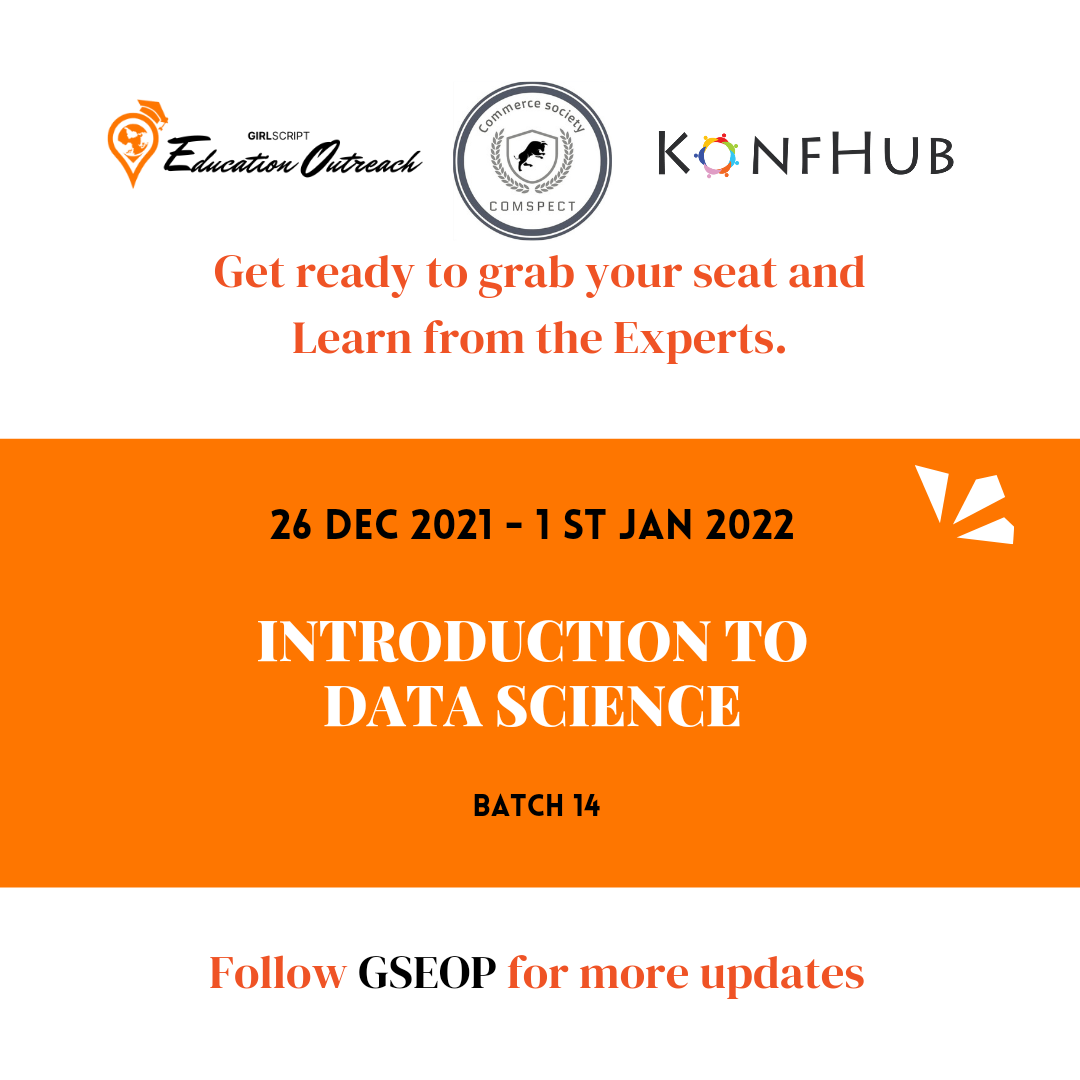 GIRLSCRIPT
Education Outreach
Commerce society
COMSPECT
KONFHUB
Get ready to grab your seat and
Learn from the Experts.
26 DEC 2021 - 1 ST JAN 2022
INTRODUCTION TO
DATA SCIENCE
BATCH 14
Follow GSEOP for more updates